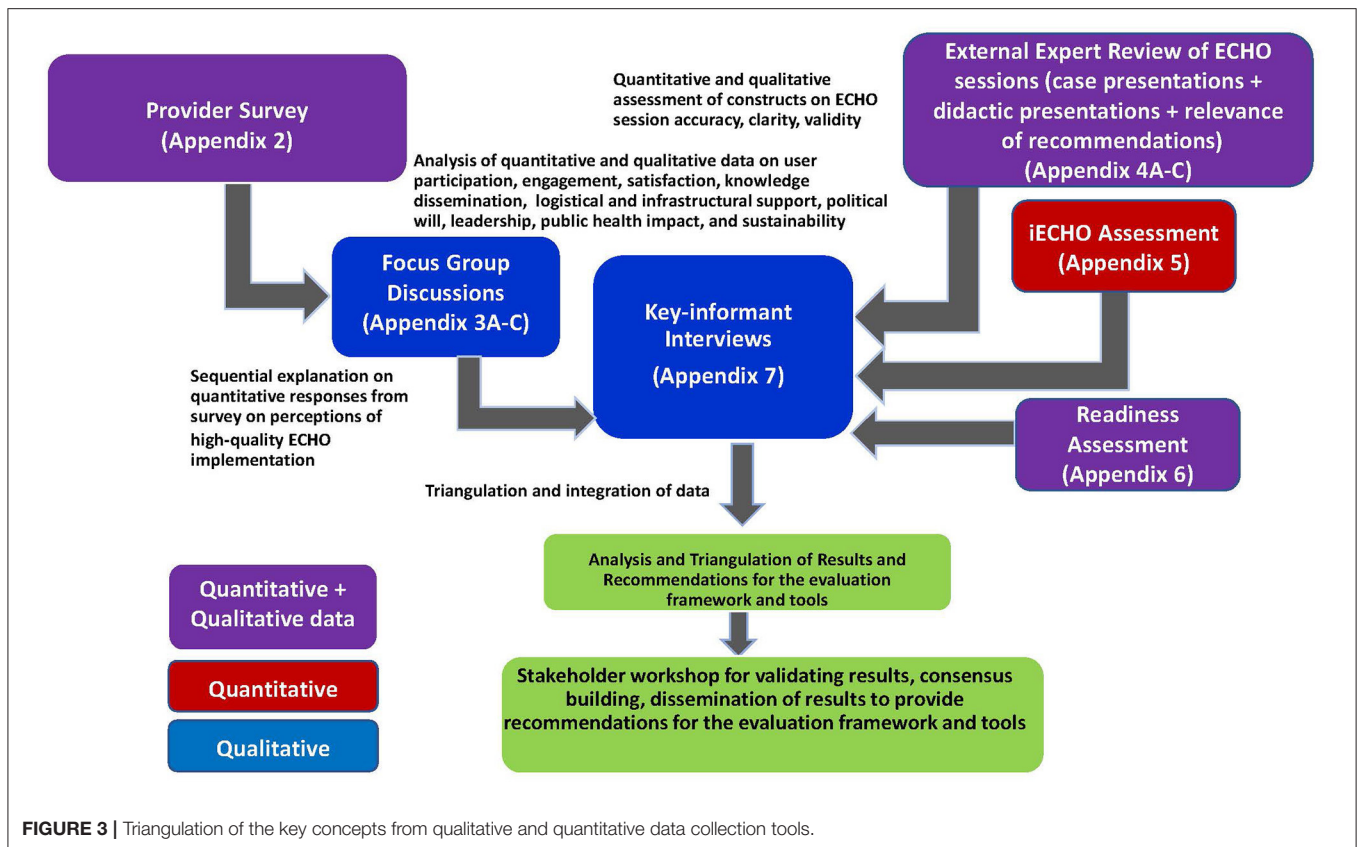 Provider Survey
(Appendix 2)
Quantitative and qualitative
assessment of constructs on ECHO
session accuracy, clarity, validity
External Expert Review of ECHO
sessions (case presentations +
didactic presentations + relevance
of recommendations)
(Appendix 4A-C)
Analysis of quantitative and qualitative data on user
participation, engagement, satisfaction, knowledge
dissemination, logistical and infrastructural support, political
will, leadership, public health impact, and sustainability
iECHO Assessment
(Appendix 5)
Focus Group
Discussions
(Appendix 3A-C)
Key-informant
Interviews
(Appendix 7)
Sequential explanation on
quantitative responses from
survey on perceptions of
high-quality ECHO
implementation
Readiness
Assessment
(Appendix 6)
Triangulation and integration of data
Analysis and Triangulation of Results and
Recommendations for the evaluation
framework and tools
Quantitative +
Qualitative data
Quantitative
Qualitative
Stakeholder workshop for validating results, consensus
building, dissemination of results to provide
recommendations for the evaluation framework and tools
FIGURE 3 | Triangulation of the key concepts from qualitative and quantitative data collection tools.